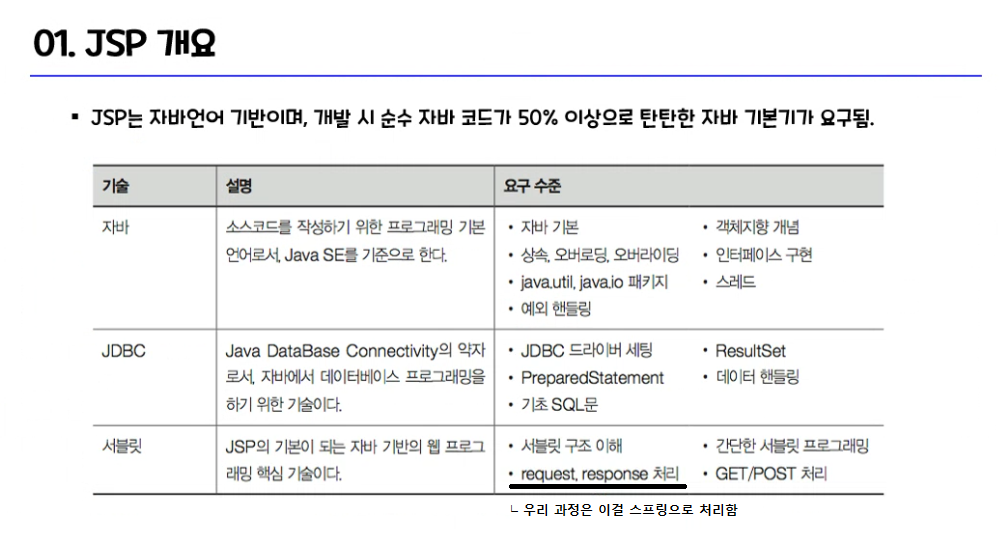 01. JSP 개요
▪ JSP는 자바언어 기반이며, 개발 시 순수 자바 코드가 50% 이상으로 탄탄한 자바 기본기가 요구됨.
기술 설명 요구 수준
자바
소스코드를 작성하기 위한 프로그래밍 기본
언어로서, Java SE를 기준으로 한다.
• 자바 기본
• 상속, 오버로딩, 오버라이딩
• java.util, java.io 패키지
• 예외 핸들링
• 객체지향 개념
• 인터페이스 구현
• 스레드
JDBC
Java DataBase Connectivity의 약자
로서, 자바에서 데이터베이스 프로그래밍을
하기 위한 기술이다.
• JDBC 드라이버 세팅
• PreparedStatement
• 기초 SQL문
• ResultSet
• 데이터 핸들링
서블릿
JSP의 기본이 되는 자바 기반의 웹 프로그
래밍 핵심 기술이다.
• 서블릿 구조 이해
• request, response 처리
• 간단한 서블릿 프로그래밍
• GET/POST 처리
ㄴ 우리 과정은 이걸 스프링으로 처리함